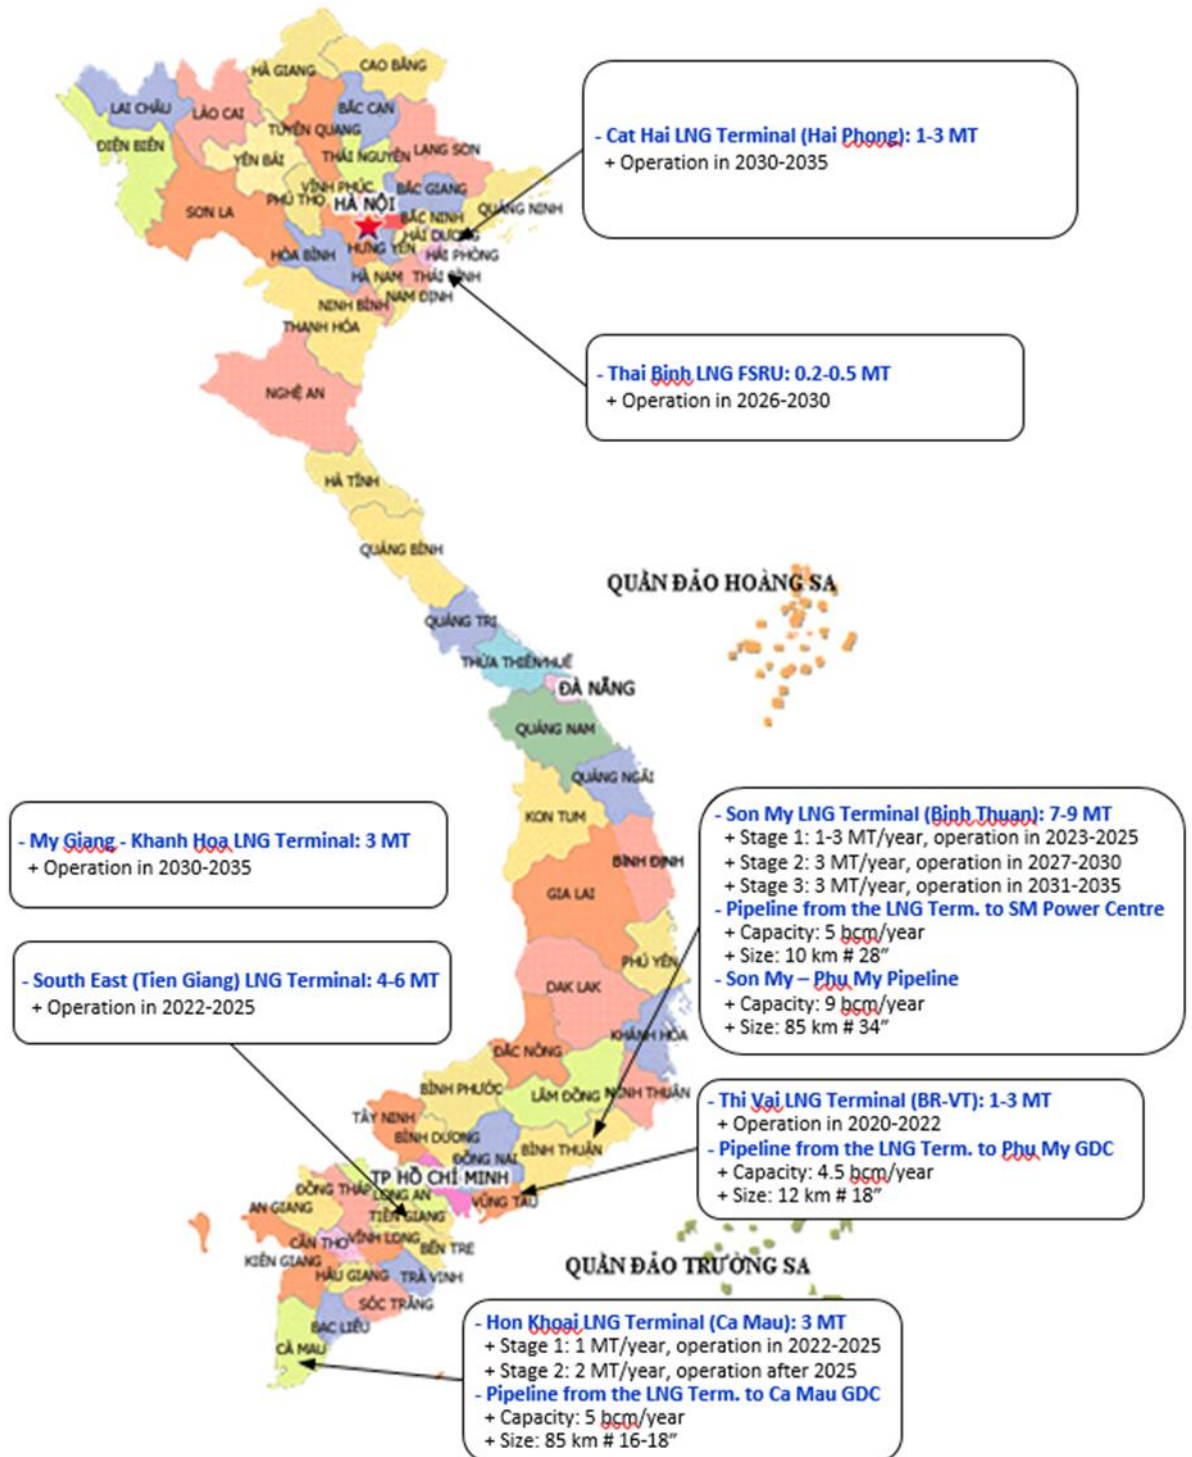 HÀ GIANG
CAO BẰNG
LAI CHÂU
LÀO CAI
BẮC CẠN
TUYÊN QUANG
ĐIỆN BIÊN
YÊN BÁI
THÁI NGUYÊN
LẠNG SƠN
VĨNH PHÚC
BẮC GIANG
PHÚ THỌ
HÀ NỘI
QUẢNG NINH
SƠN LA
BẮC NINH
HẢI DƯƠNG
HÒA BÌNH
HƯNG YÊN
HẢI PHÒNG
HÀ NAM
THÁI BÌNH
NINH BÌNH
NAM ĐỊNH
THANH HÓA
- Cat Hai LNG Terminal (Hai Phong): 1-3 MT
+ Operation in 2030-2035
- Thai Binh LNG FSRU: 0.2-0.5 MT
+ Operation in 2026-2030
NGHỆ AN
HÀ TĨNH
QUẢNG BÌNH
QUẦN ĐẢO HOÀNG SA
QUẢNG TRỊ
THỪA THIÊN HUẾ
ĐÀ NẴNG
QUẢNG NAM
QUẢNG NGÃI
KON TUM
BÌNH ĐỊNH
GIA LAI
PHÚ YÊN
DAK LAK
KHÁNH HÒA
ĐẮC NÔNG
BÌNH PHƯỚC
LÂM ĐỒNG
NINH THUẬN
TÂY NINH
BÌNH DƯƠNG
ĐỒNG NAI
BÌNH THUẬN
- My Giang - Khanh Hoa LNG Terminal: 3 MT
+ Operation in 2030-2035
- South East (Tien Giang) LNG Terminal: 4-6 MT
+ Operation in 2022-2025
- Son My LNG Terminal (Binh Thuan): 7-9 MT
+ Stage 1: 1-3 MT/year, operation in 2023-2025
+ Stage 2: 3 MT/year, operation in 2027-2030
+ Stage 3: 3 MT/year, operation in 2031-2035
- Pipeline from the LNG Term. to SM Power Centre
+ Capacity: 5 bcm/year
+ Size: 10 km # 28”
- Son My – Phu My Pipeline
+ Capacity: 9 bcm/year
+ Size: 85 km # 34”
- Thi Vai LNG Terminal (BR-VT): 1-3 MT
+ Operation in 2020-2022
- Pipeline from the LNG Term. to Phu My GDC
+ Capacity: 4.5 bcm/year
+ Size: 12 km # 18”
TP HỒ CHÍ MINH
ĐỒNG THÁP
LONG AN
VŨNG TÀU
AN GIANG
TIỀN GIANG
CẦN THƠ
VĨNH LONG
BẾN TRE
KIÊN GIANG
HẬU GIANG
TRÀ VINH
SÓC TRĂNG
BẠC LIÊU
CÀ MAU
QUẦN ĐẢO TRƯỜNG SA
- Hon Khoai LNG Terminal (Ca Mau): 3 MT
+ Stage 1: 1 MT/year, operation in 2022-2025
+ Stage 2: 2 MT/year, operation after 2025
- Pipeline from the LNG Term. to Ca Mau GDC
+ Capacity: 5 bcm/year
+ Size: 85 km # 16-18”